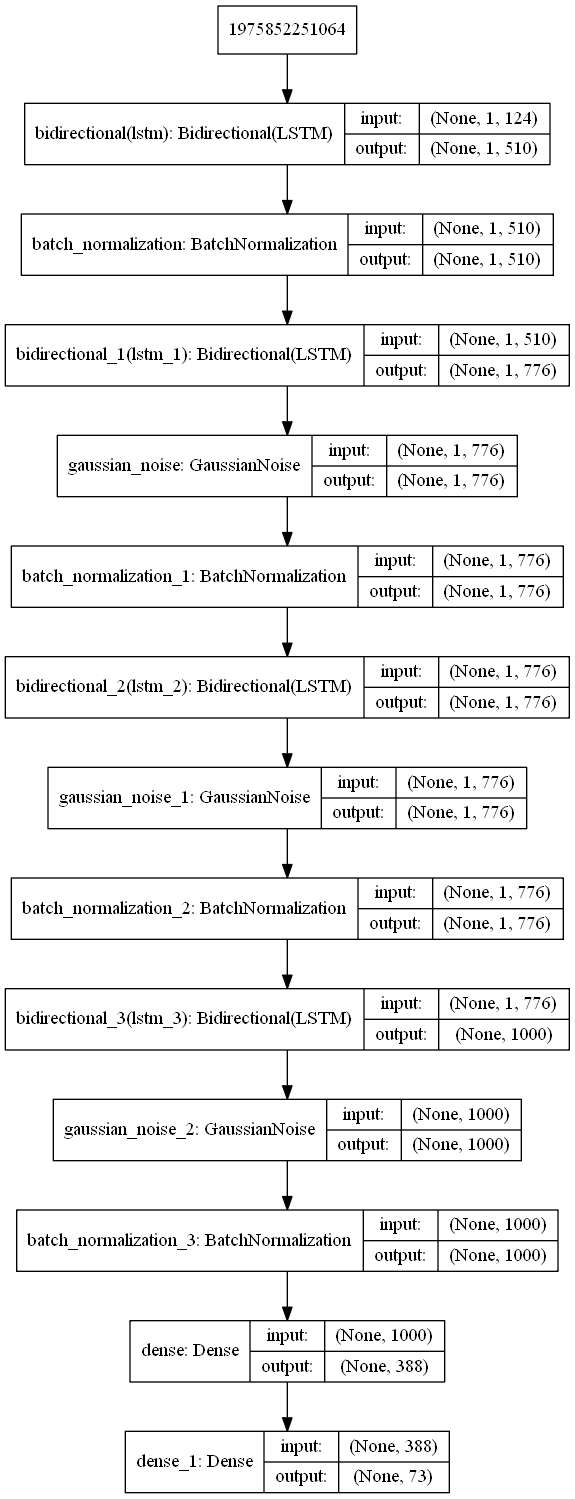 1975852251064
bidirectional(lstm): Bidirectional(LSTM)
input: (None, 1, 124)
output: (None, 1, 510)
batch_normalization: BatchNormalization
input: (None, 1, 510)
output: (None, 1, 510)
bidirectional_1(lstm_1): Bidirectional(LSTM)
input: (None, 1, 510)
output: (None, 1, 776)
gaussian_noise: GaussianNoise
input: (None, 1, 776)
output: (None, 1, 776)
batch_normalization_1: BatchNormalization
input: (None, 1, 776)
output: (None, 1, 776)
bidirectional_2(lstm_2): Bidirectional(LSTM)
input: (None, 1, 776)
output: (None, 1, 776)
gaussian_noise_1: GaussianNoise
input: (None, 1, 776)
output: (None, 1, 776)
batch_normalization_2: BatchNormalization
input: (None, 1, 776)
output: (None, 1, 776)
bidirectional_3(lstm_3): Bidirectional(LSTM)
input: (None, 1, 776)
output: (None, 1000)
gaussian_noise_2: GaussianNoise
input: (None, 1000)
output: (None, 1000)
batch_normalization_3: BatchNormalization
input: (None, 1000)
output: (None, 1000)
dense: Dense
input: (None, 1000)
output: (None, 388)
dense_1: Dense
input: (None, 388)
output: (None, 73)